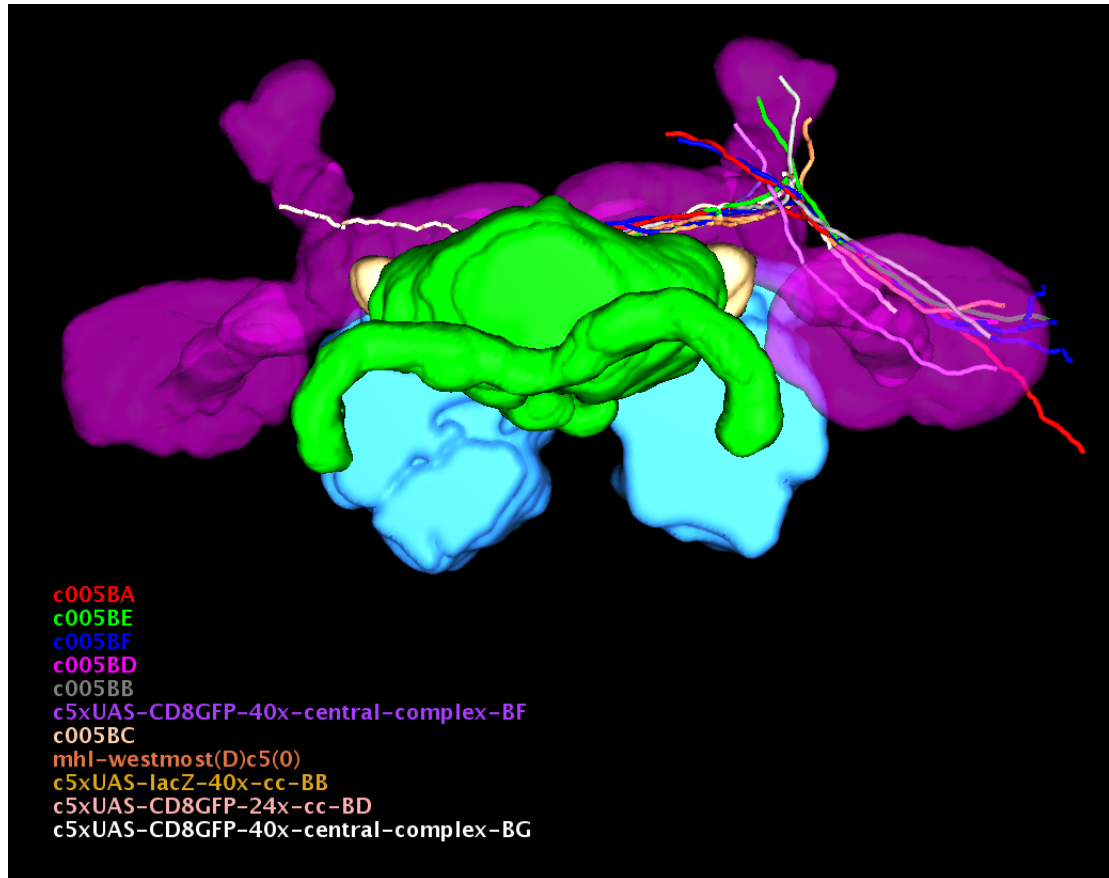 c005BA
c005BE
c005BF
c005BD
c005BB
c5xUAS-CD8GFP-40x-central-complex-BF
c005BC
mhl-westmost(D)c5(0)
c5xUAS-lacZ-40x-cc-BB
c5xUAS-CD8GFP-24x-cc-BD
c5xUAS-CD8GFP-40x-central-complex-BG